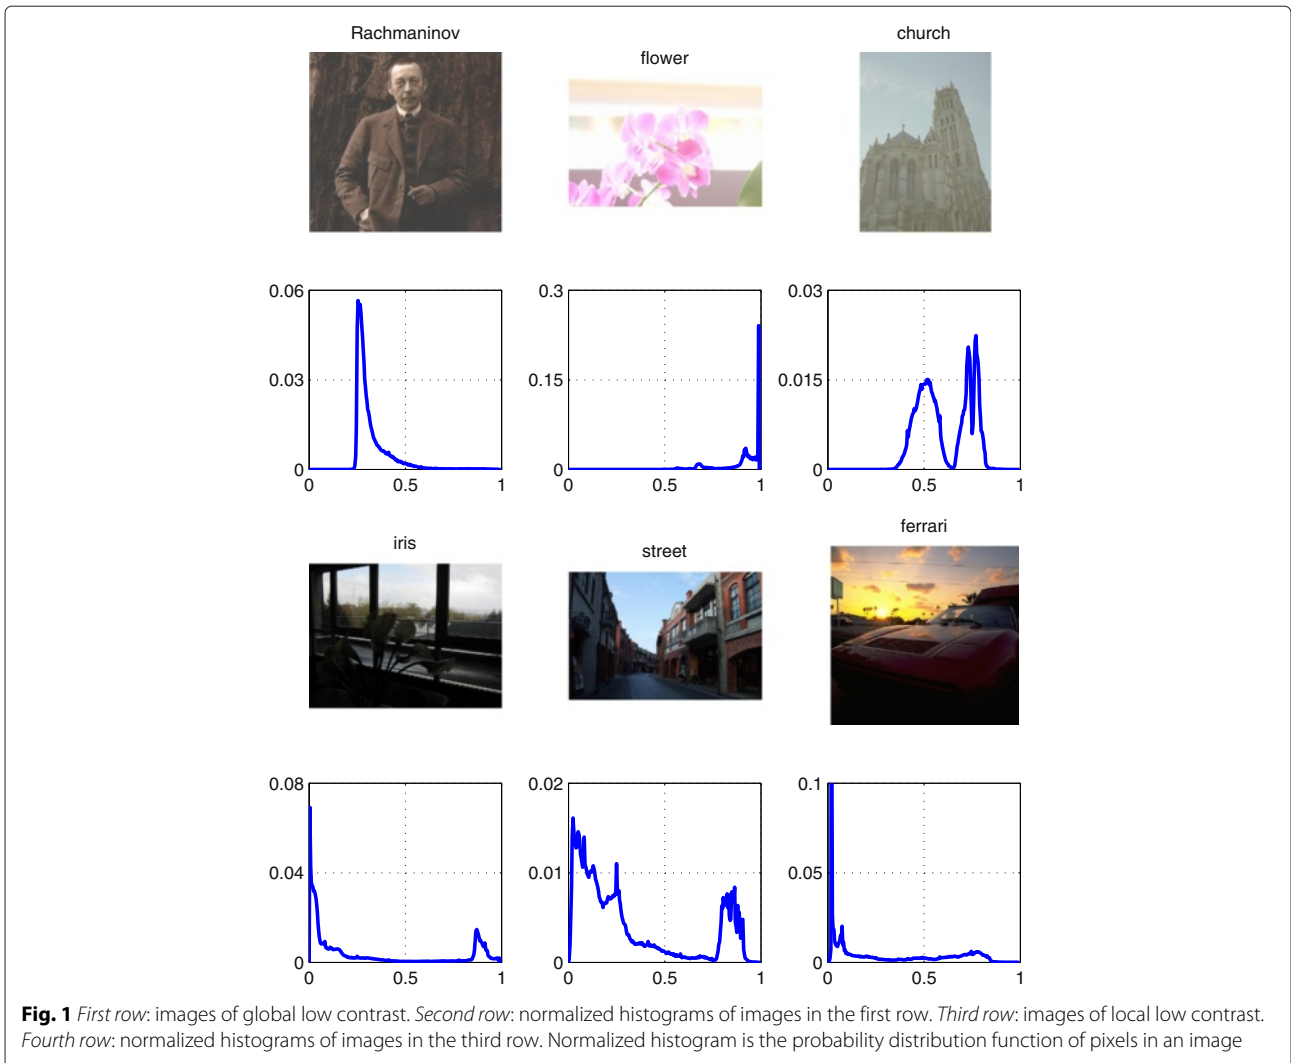 Rachmaninov
flower
church
0.06
0.03
0
0 0.5 1
0.3
0.15
0
0 0.5 1
0.03
0.015
0
0 0.5 1
iris
street
ferrari
0.08
0.04
0
0 0.5 1
0.02
0.01
0
0 0.5 1
0.1
0.05
0
0 0.5 1
Fig. 1 First row: images of global low contrast. Second row: normalized histograms of images in the first row. Third row: images of local low contrast.
Fourth row: normalized histograms of images in the third row. Normalized histogram is the probability distribution function of pixels in an image